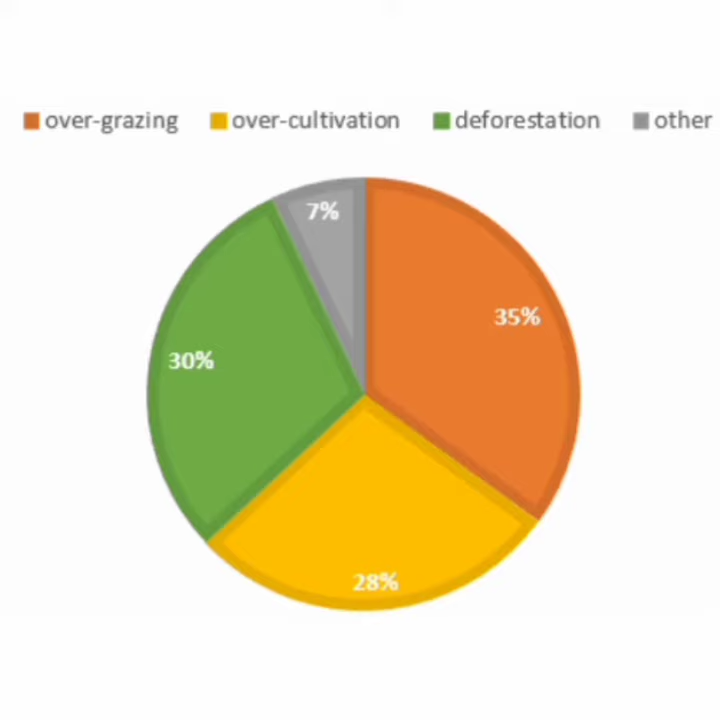 over-grazing over-cultivation deforestation other
7%
35%
30%
28%